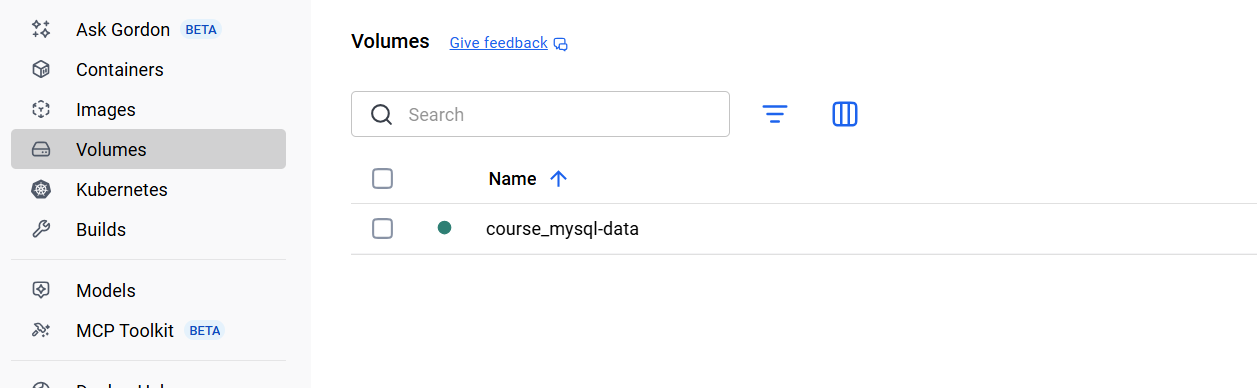 Ask Gordon BETA
Containers
Images
Volumes
Kubernetes
Builds
Models
MCP Toolkit BETA
Volumes Give feedback
Search
Name
course_mysql-data